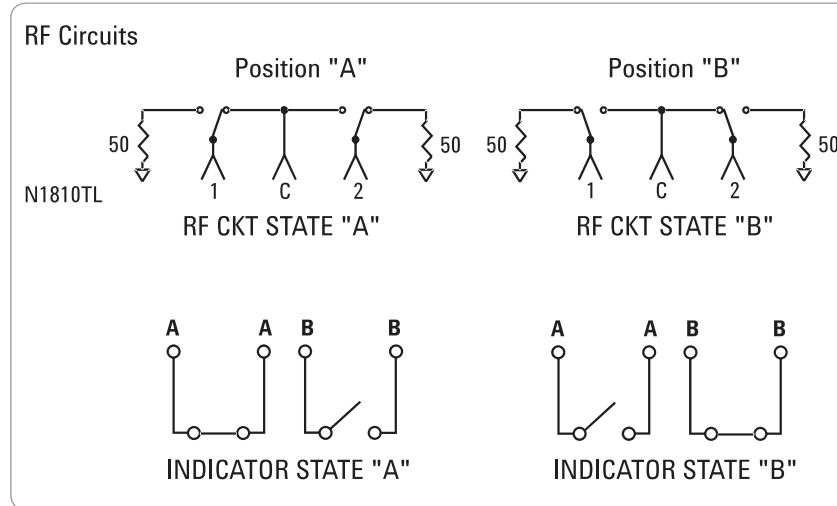 RF Circuits
Position "A"
Position "B"
50
50
50
50
N1810TL
1 C 2
1 C 2
RF CKT STATE "A"
RF CKT STATE "B"
A A B B
A A B B
INDICATOR STATE "A"
INDICATOR STATE "B"